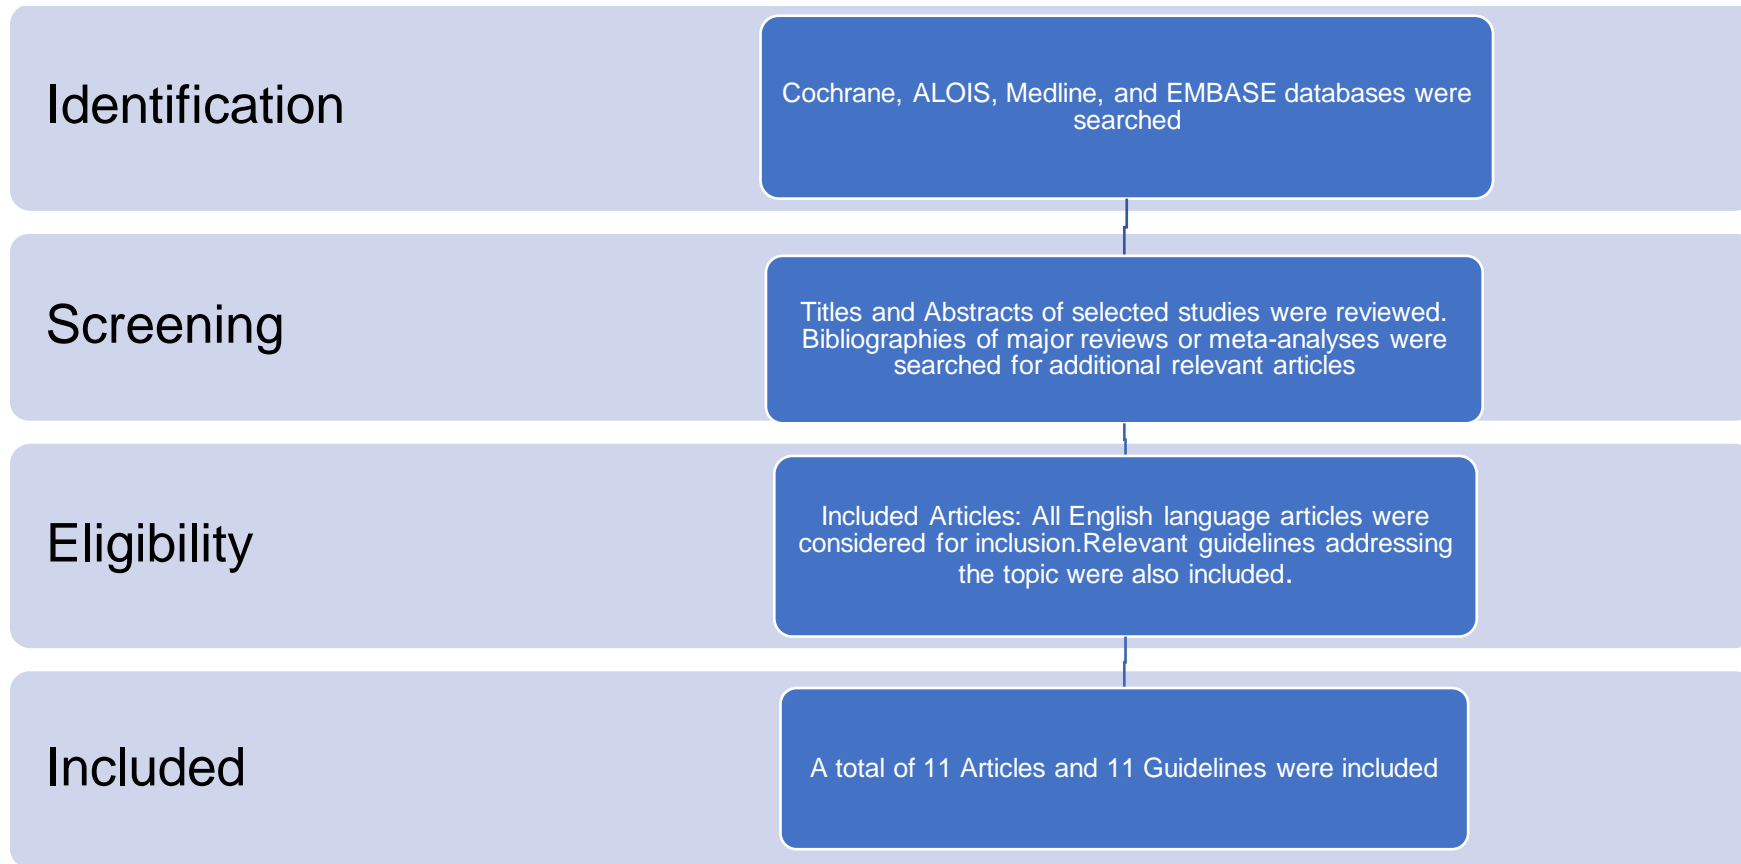 Identification
Cochrane, ALOIS, Medline, and EMBASE databases were
searched
Screening
Titles and Abstracts of selected studies were reviewed.
Bibliographies of major reviews or meta-analyses were
searched for additional relevant articles
Eligibility
Included Articles: All English language articles were
considered for inclusion.Relevant guidelines addressing
the topic were also included.
Included
A total of 11 Articles and 11 Guidelines were included